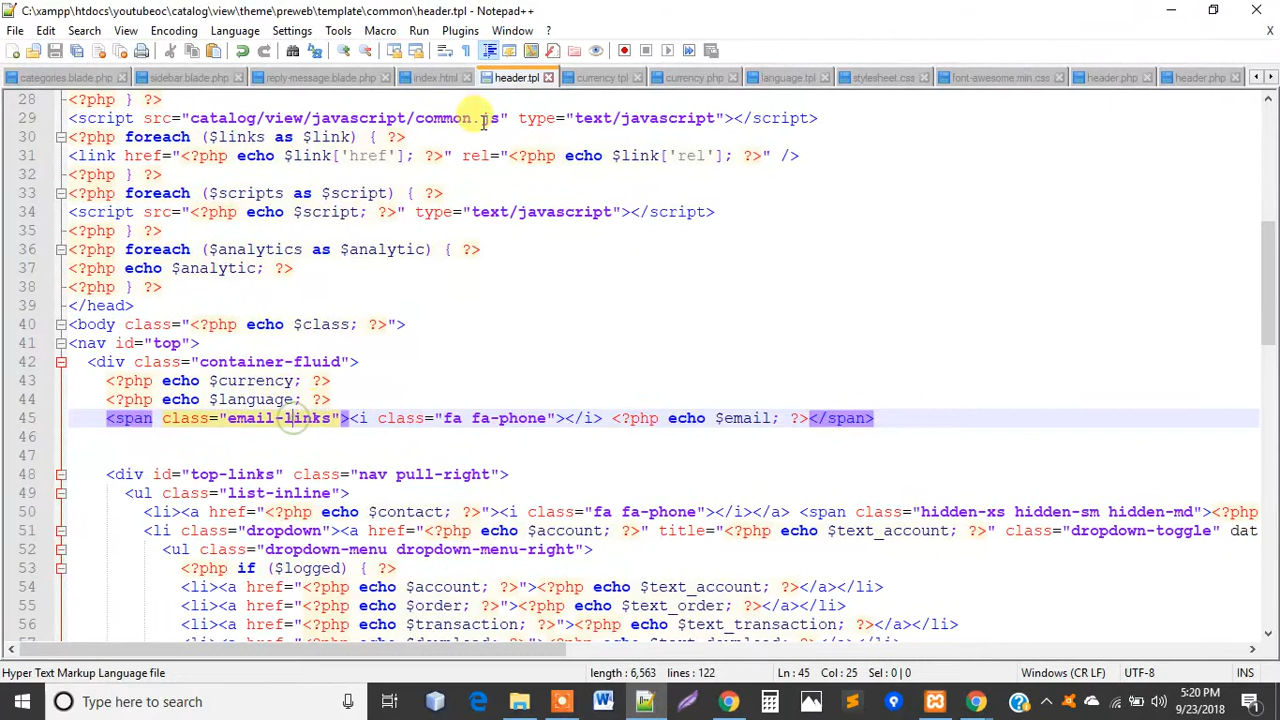 C:\xampp\htdocs\youtubeoc\catalog\view\theme\preweb\template\common\header.tpl - Notepad++
File Edit Search View Encoding Language Settings Tools Macro Run Plugins Window ? X
categories.blade.php sidebar.blade.php reply-message.blade.php index.html header.tpl currency.tpl currency.php language.tpl stylesheet.css font-awesome.min.css header.php header.php
28 <?php } ?>
29 <script src="catalog/view/javascript/common.js" type="text/javascript"></script>
30 <?php foreach ($links as $link) { ?>
31 <link href="<?php echo $link['href']; ?>" rel="<?php echo $link['rel']; ?>" />
32 <?php } ?>
33 <?php foreach ($scripts as $script) { ?>
34 <script src="<?php echo $script; ?>" type="text/javascript"></script>
35 <?php } ?>
36 <?php foreach ($analytics as $analytic) { ?>
37 <?php echo $analytic; ?>
38 <?php } ?>
39 </head>
40 <body class="<?php echo $class; ?>">
41 <nav id="top">
42 <div class="container-fluid">
43 <?php echo $currency; ?>
44 <?php echo $language; ?>
45 <span class="email-links"><i class="fa fa-phone"></i> <?php echo $email; ?></span>
46
47
48 <div id="top-links" class="nav pull-right">
49 <ul class="list-inline">
50 <li><a href="<?php echo $contact; ?>"><i class="fa fa-phone"></i></a> <span class="hidden-xs hidden-sm hidden-md"><?php
51 <li class="dropdown"><a href="<?php echo $account; ?>" title="<?php echo $text_account; ?>" class="dropdown-toggle" dat
52 <ul class="dropdown-menu dropdown-menu-right">
53 <?php if ($logged) { ?>
54 <li><a href="<?php echo $account; ?>"><?php echo $text_account; ?></a></li>
55 <li><a href="<?php echo $order; ?>"><?php echo $text_order; ?></a></li>
56 <li><a href="<?php echo $transaction; ?>"><?php echo $text_transaction; ?></a></li>
57 <li><a href="<?php echo $download; ?>"><?php echo $text_download; ?></a></li>
Hyper Text Markup Language file length : 6,563 lines : 122 Ln : 45 Col : 25 Sel : 0 | 0 Windows (CR LF) UTF-8 INS
Type here to search
5:20 PM
9/23/2018